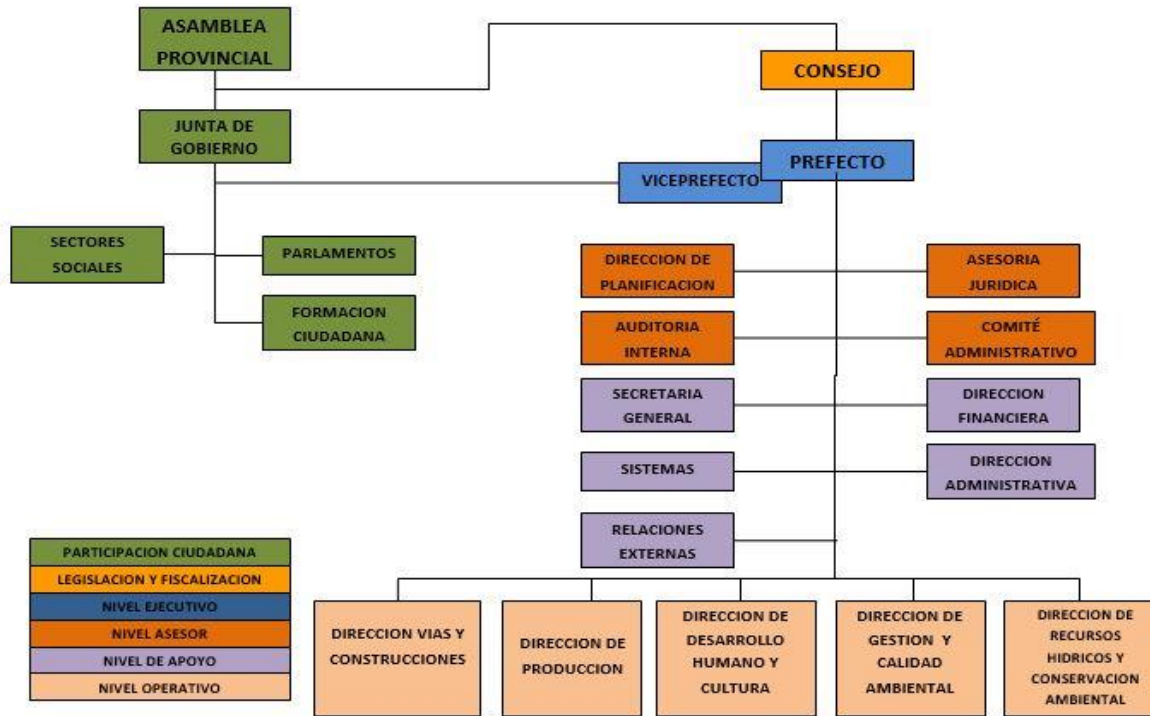 ASAMBLEA
PROVINCIAL
CONSEJO
JUNTA DE
GOBIERNO
PREFECTO
VICEPREFECTO
SECTORES
SOCIALES
PARLAMENTOS
FORMACION
CIUDADANA
DIRECCION DE
PLANIFICACION
ASESORIA
JURIDICA
AUDITORIA
INTERNA
COMITÉ
ADMINISTRATIVO
SECRETARIA
GENERAL
DIRECCION
FINANCIERA
SISTEMAS
DIRECCION
ADMINISTRATIVA
RELACIONES
EXTERNAS
PARTICIPACION CIUDADANA
LEGISLACION Y FISCALIZACION
NIVEL EJECUTIVO
NIVEL ASESOR
NIVEL DE APOYO
NIVEL OPERATIVO
DIRECCION VIAS Y
CONSTRUCCIONES
DIRECCION DE
PRODUCCION
DIRECCION DE
DESARROLLO
HUMANO Y
CULTURA
DIRECCION DE
GESTION Y
CALIDAD
AMBIENTAL
DIRECCION DE
RECURSOS
HIDRICOS Y
CONSERVACION
AMBIENTAL